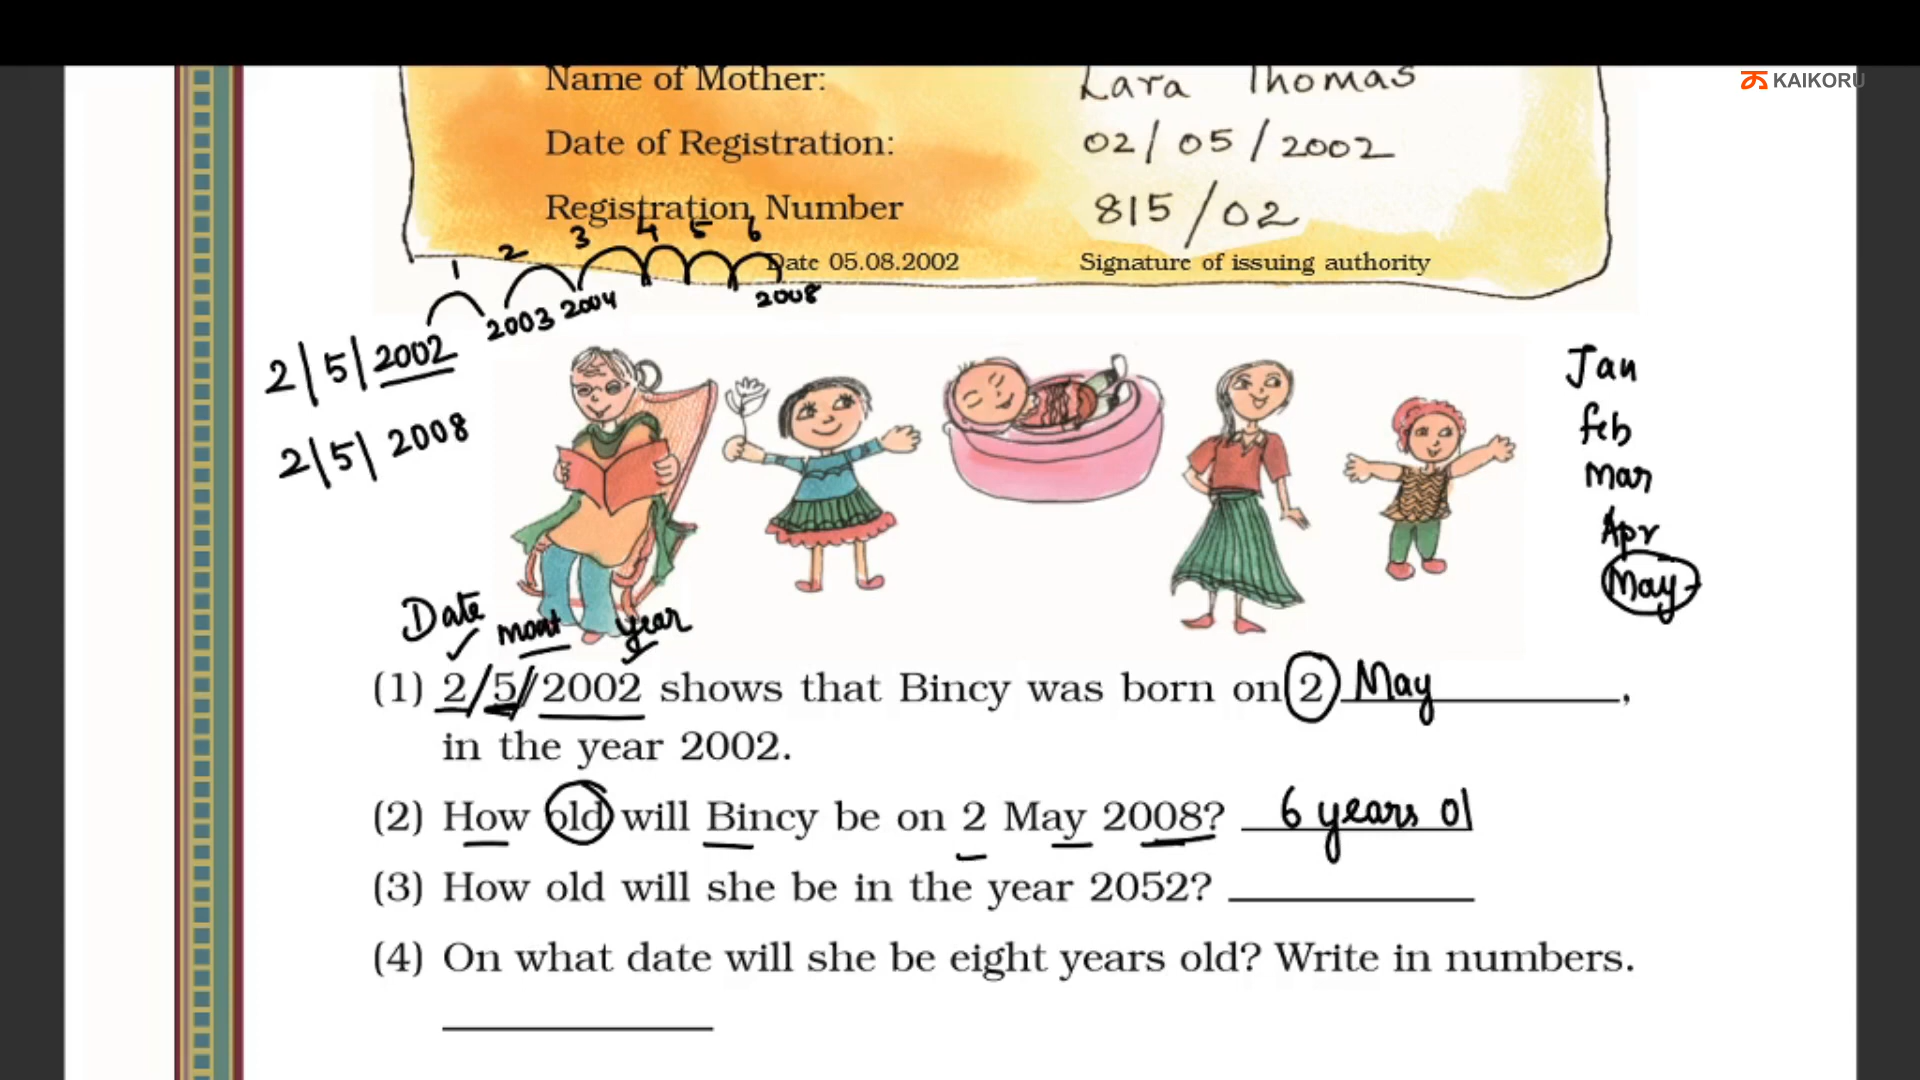 KAIKORU
Name of Mother: Lara Thomas
Date of Registration: 02/05/2002
Registration Number 815/02
Date 05.08.2002 Signature of issuing authority
1 2 3 4 5 6
2003 2004 2008
2/5/2002
2/5/2008
Jan
feb
Mar
Apr
May
Date mont year
(1) 2/5/2002 shows that Bincy was born on 2 May,
in the year 2002.
(2) How old will Bincy be on 2 May 2008? 6 years ol
(3) How old will she be in the year 2052?
(4) On what date will she be eight years old? Write in numbers.